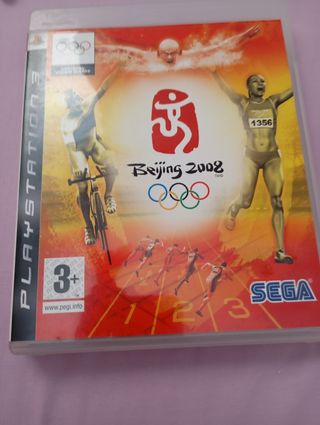 PLAYSTATION 3
1356
Beijing 2008
3+
www.pegi.info
SEGA
1 2 3